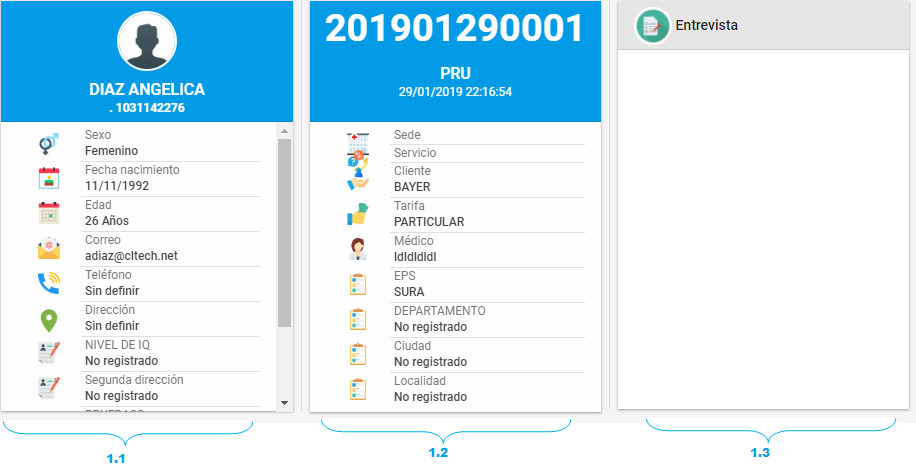 DIAZ ANGELICA
. 1031142276
Sexo
Femenino
Fecha nacimiento
11/11/1992
Edad
26 Años
Correo
adiaz@cltech.net
Teléfono
Sin definir
Dirección
Sin definir
NIVEL DE IQ
No registrado
Segunda dirección
No registrado
1.1
201901290001
PRU
29/01/2019 22:16:54
Sede
Servicio
Cliente
BAYER
Tarifa
PARTICULAR
Médico
ldldldldl
EPS
SURA
DEPARTAMENTO
No registrado
Ciudad
No registrado
Localidad
No registrado
1.2
Entrevista
1.3